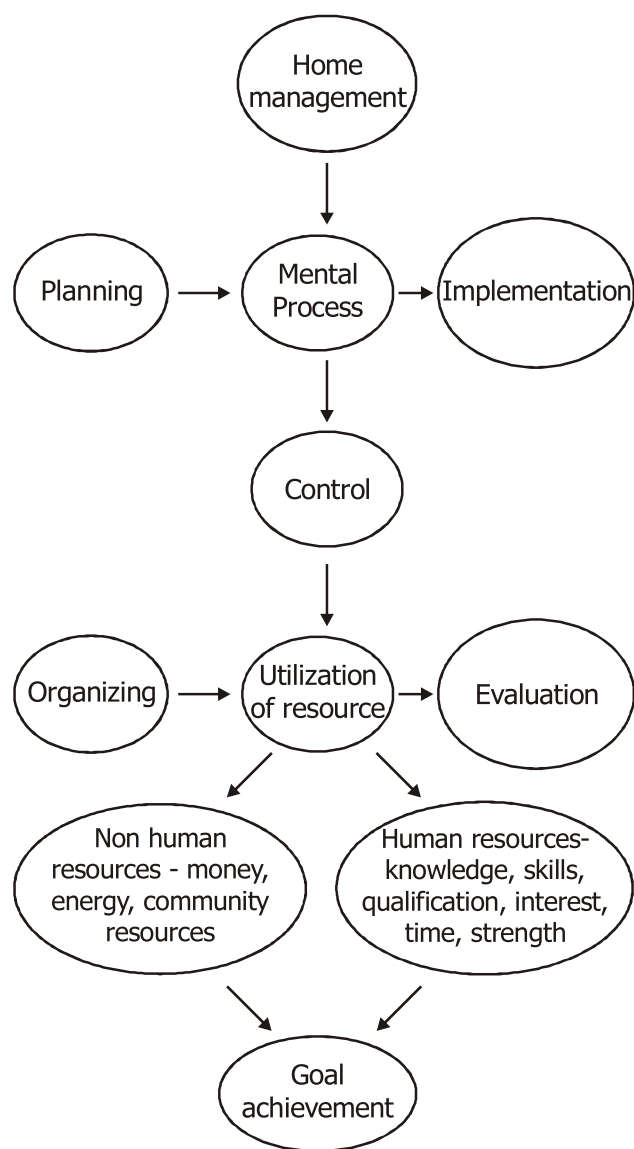 Home
management
Planning
Mental
Process
Implementation
Control
Organizing
Utilization
of resource
Evaluation
Non human
resources - money,
energy, community
resources
Human resources-
knowledge, skills,
qualification, interest,
time, strength
Goal
achievement